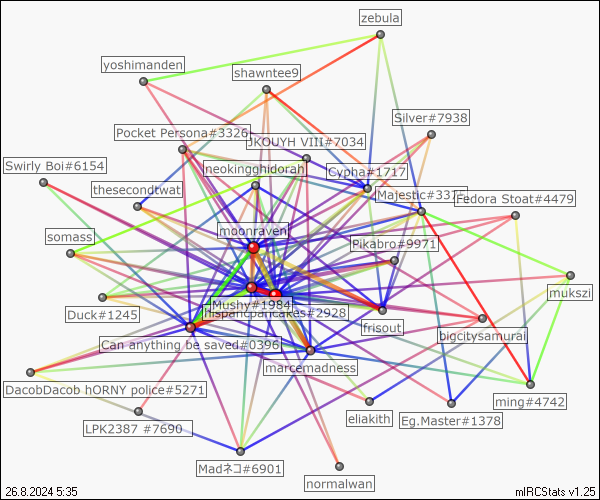 zebula
yoshimanden
shawntee9
Silver#7938
Pocket Persona#3326
JKOUYH VIII#7034
Swirly Boi#6154
neokingghidorah
Cypha#1717
thesecondtwat
Majestic#331
Fedora Stoat#4479
moonraven
somass
Pikabro#9971
mukszi
Mushy#1984
Duck#1245
hispanicpancakes#2928
frisout
Can anything be saved#0396
bigcitysamurai
marcemadness
DacobDacob hORNY police#5271
ming#4742
LPK2387 #7690
eliakith
Eg.Master#1378
Madネコ#6901
normalwan
26.8.2024 5:35
mIRCStats v1.25